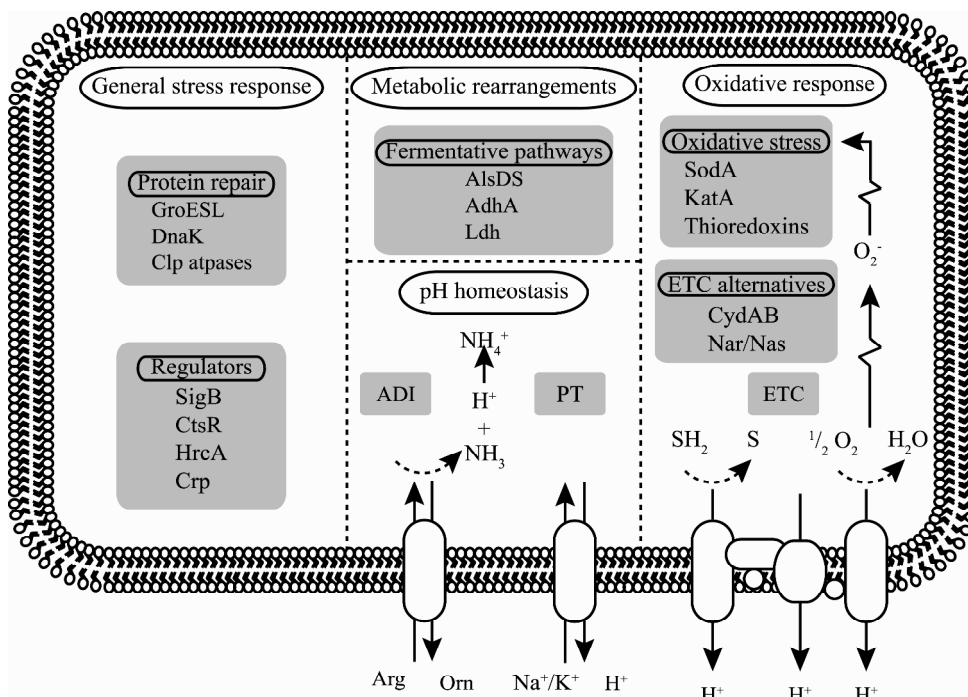 General stress response
Protein repair
GroESL
DnaK
Clp atpases
Regulators
SigB
CtsR
HrcA
Crp
Metabolic rearrangements
Fermentative pathways
AlsDS
AdhA
Ldh
pH homeostasis
NH₄⁺
ADI
H⁺
PT
+
NH₃
Arg
Orn
Na⁺/K⁺
H⁺
Oxidative response
Oxidative stress
SodA
KatA
Thioredoxins
O₂⁻
ETC alternatives
CydAB
Nar/Nas
ETC
SH₂
S
½ O₂
H₂O
H⁺
H⁺
H⁺